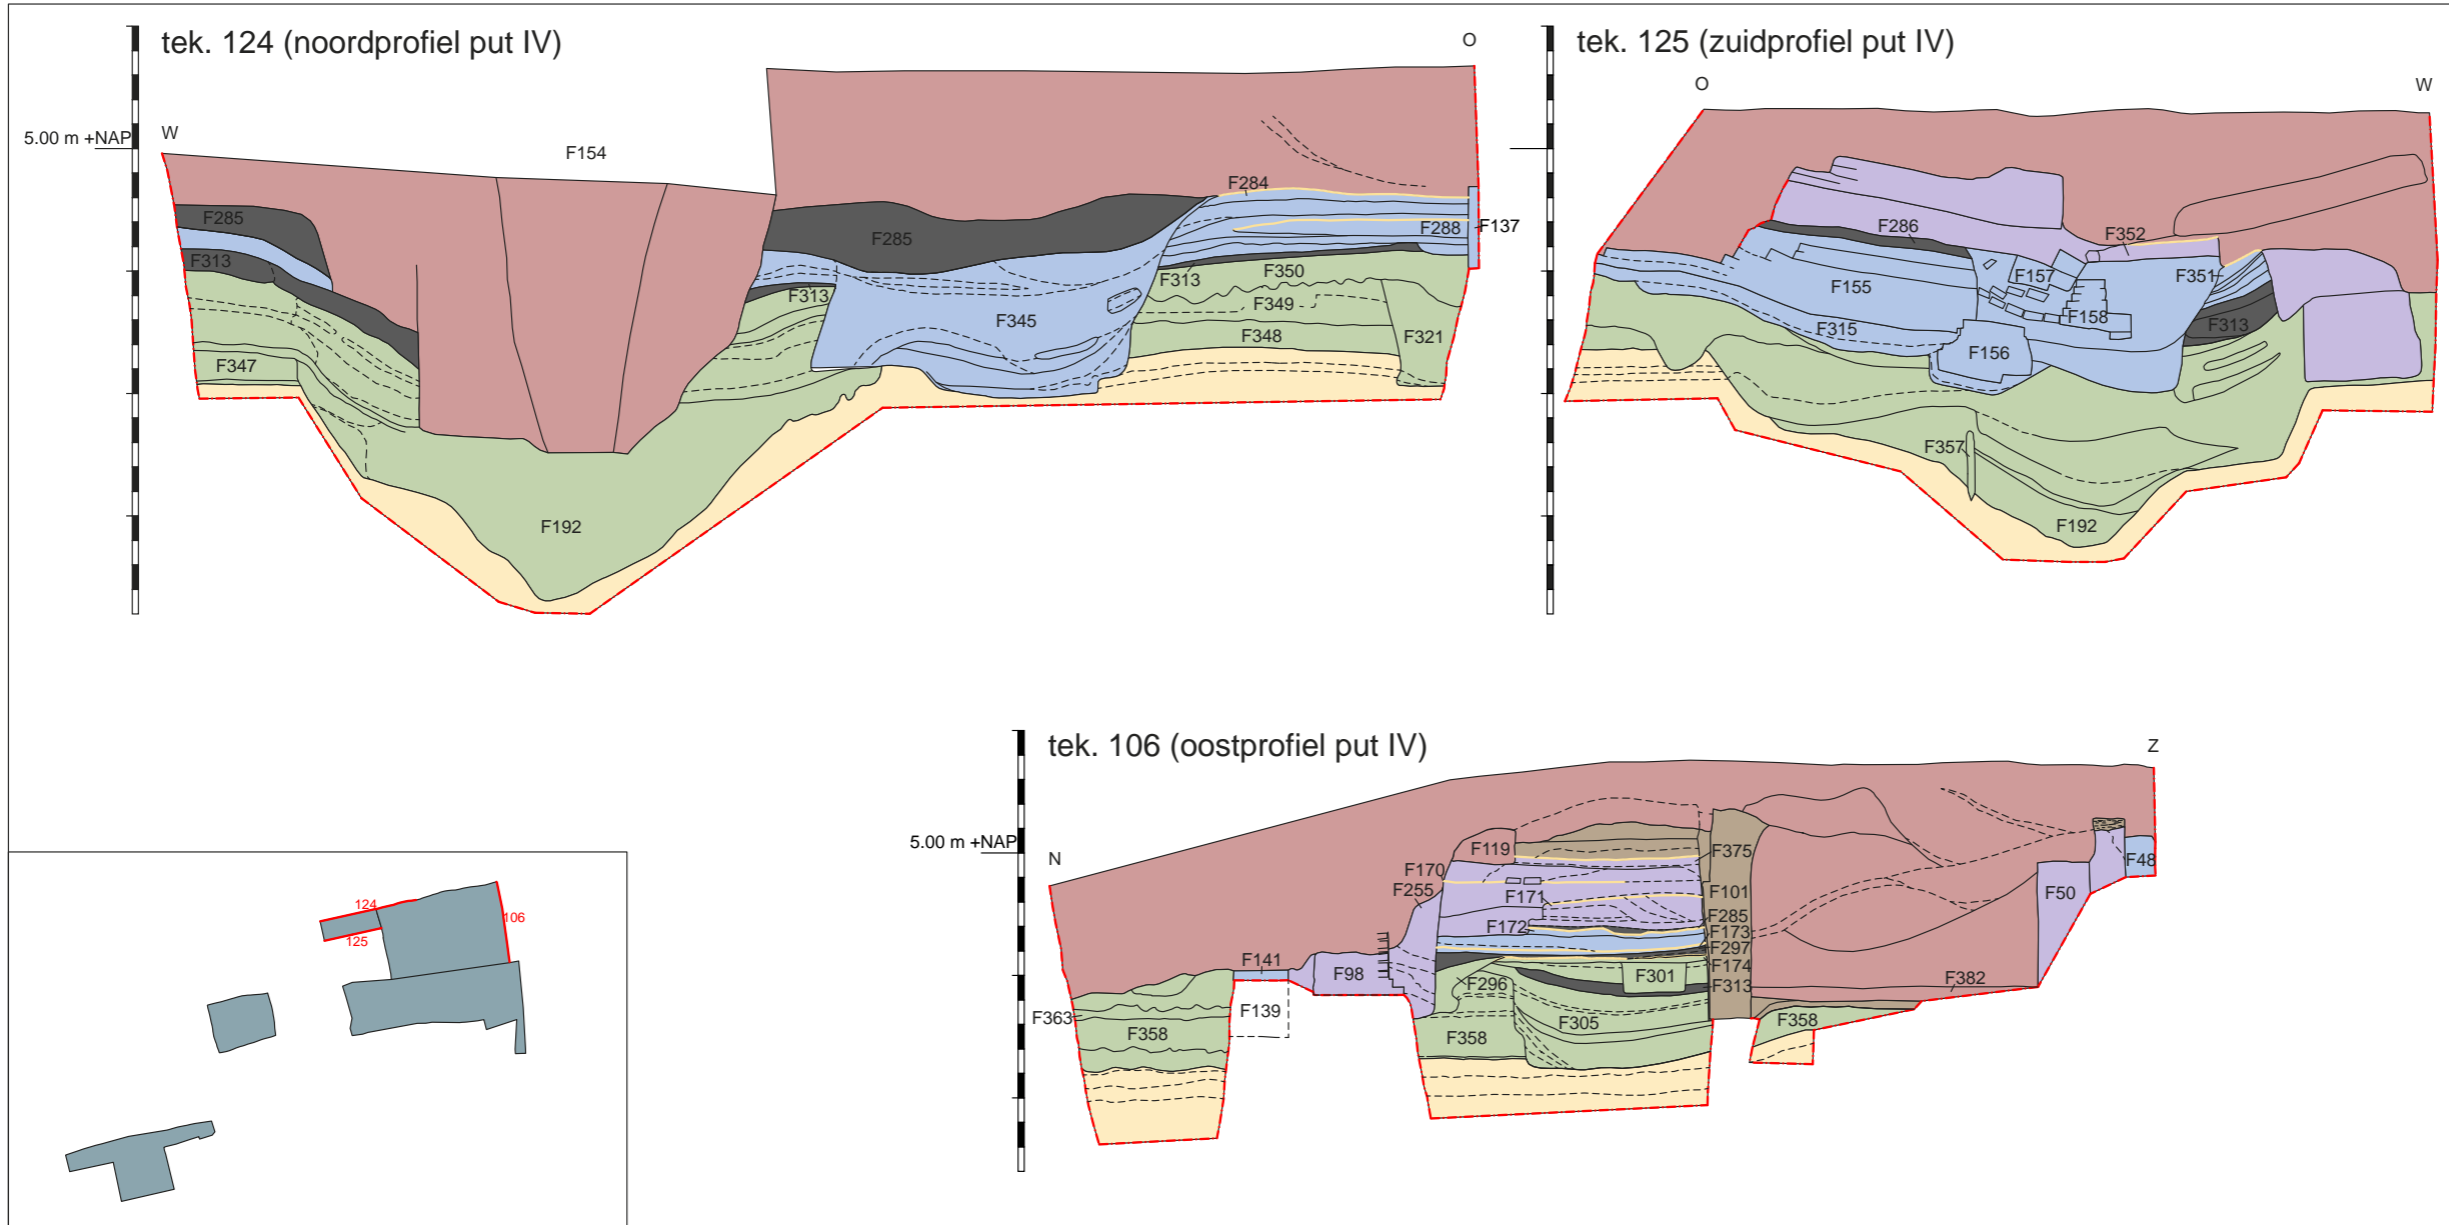 tek. 124 (noordprofiel put IV)
O
5.00 m +NAP
W
F154
F284
F285
F285
F288
F137
F313
F313
F313
F350
F349
F345
F348
F321
F347
F192
tek. 125 (zuidprofiel put IV)
O
W
F286
F352
F157
F351
F155
F158
F313
F315
F156
F357
F192
tek. 106 (oostprofiel put IV)
Z
5.00 m +NAP
N
F119
F375
F48
F170
F255
F171
F101
F50
F285
F172
F173
F297
F141
F98
F174
F296
F301
F313
F382
F139
F363
F358
F305
F358
F358
124
125
106